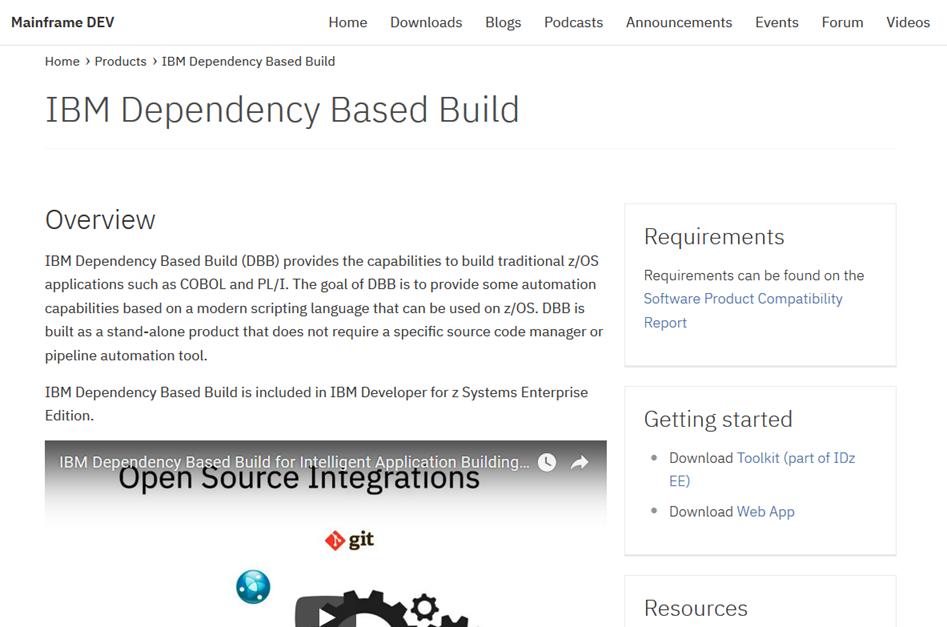 Mainframe DEV
Home Downloads Blogs Podcasts Announcements Events Forum Videos
Home › Products › IBM Dependency Based Build
IBM Dependency Based Build
Overview
IBM Dependency Based Build (DBB) provides the capabilities to build traditional z/OS
applications such as COBOL and PL/I. The goal of DBB is to provide some automation
capabilities based on a modern scripting language that can be used on z/OS. DBB is
built as a stand-alone product that does not require a specific source code manager or
pipeline automation tool.
IBM Dependency Based Build is included in IBM Developer for z Systems Enterprise
Edition.
IBM Dependency Based Build for Intelligent Application Building...
Open Source Integrations
git
Requirements
Requirements can be found on the
Software Product Compatibility
Report
Getting started
Download Toolkit (part of IDz
EE)
Download Web App
Resources